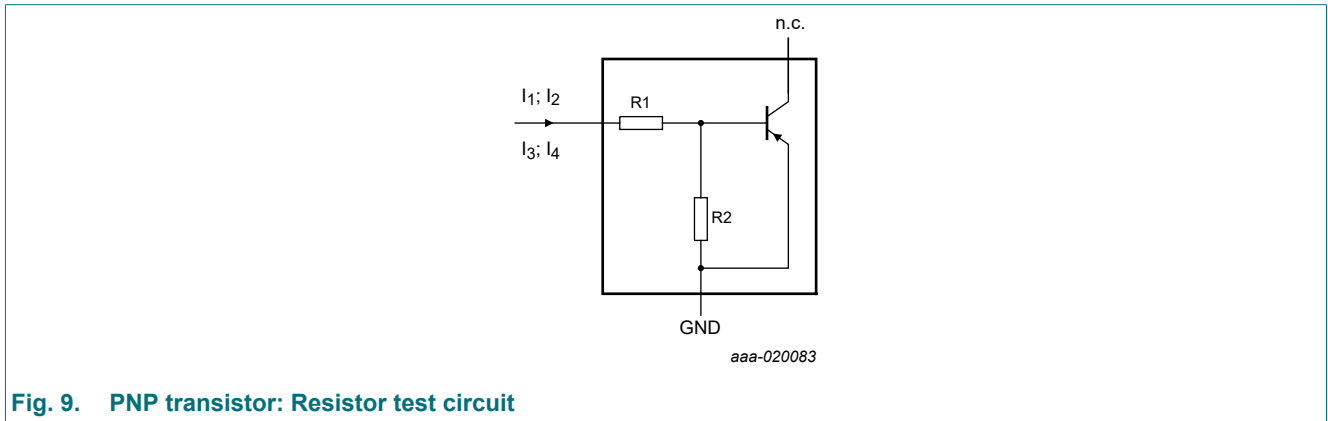 n.c.
I1; I2
R1
I3; I4
R2
GND
aaa-020083
Fig. 9. PNP transistor: Resistor test circuit